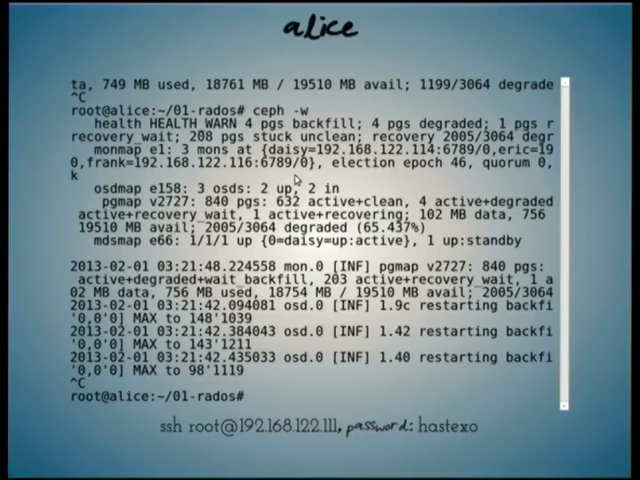 alice
ta, 749 MB used, 18761 MB / 19510 MB avail; 1199/3064 degrade
^C
root@alice:~/01-rados# ceph -w
health HEALTH_WARN 4 pgs backfill; 4 pgs degraded; 1 pgs r
recovery_wait; 208 pgs stuck unclean; recovery 2005/3064 degr
monmap e1: 3 mons at {daisy=192.168.122.114:6789/0,eric=19
0,frank=192.168.122.116:6789/0}, election epoch 46, quorum 0,
k
osdmap e158: 3 osds: 2 up, 2 in
pgmap v2727: 840 pgs: 632 active+clean, 4 active+degraded
active+recovery_wait, 1 active+recovering; 102 MB data, 756
19510 MB avail; 2005/3064 degraded (65.437%)
mdsmap e66: 1/1/1 up {0=daisy=up:active}, 1 up:standby
2013-02-01 03:21:48.224558 mon.0 [INF] pgmap v2727: 840 pgs:
active+degraded+wait_backfill, 203 active+recovery_wait, 1 a
02 MB data, 756 MB used, 18754 MB / 19510 MB avail; 2005/3064
2013-02-01 03:21:42.094081 osd.0 [INF] 1.9c restarting backfi
'0,0'0] MAX to 148'1039
2013-02-01 03:21:42.384043 osd.0 [INF] 1.42 restarting backfi
'0,0'0] MAX to 143'1211
2013-02-01 03:21:42.435033 osd.0 [INF] 1.40 restarting backfi
'0,0'0] MAX to 98'1119
^C
root@alice:~/01-rados#
ssh root@192.168.122.111, password: hastexo